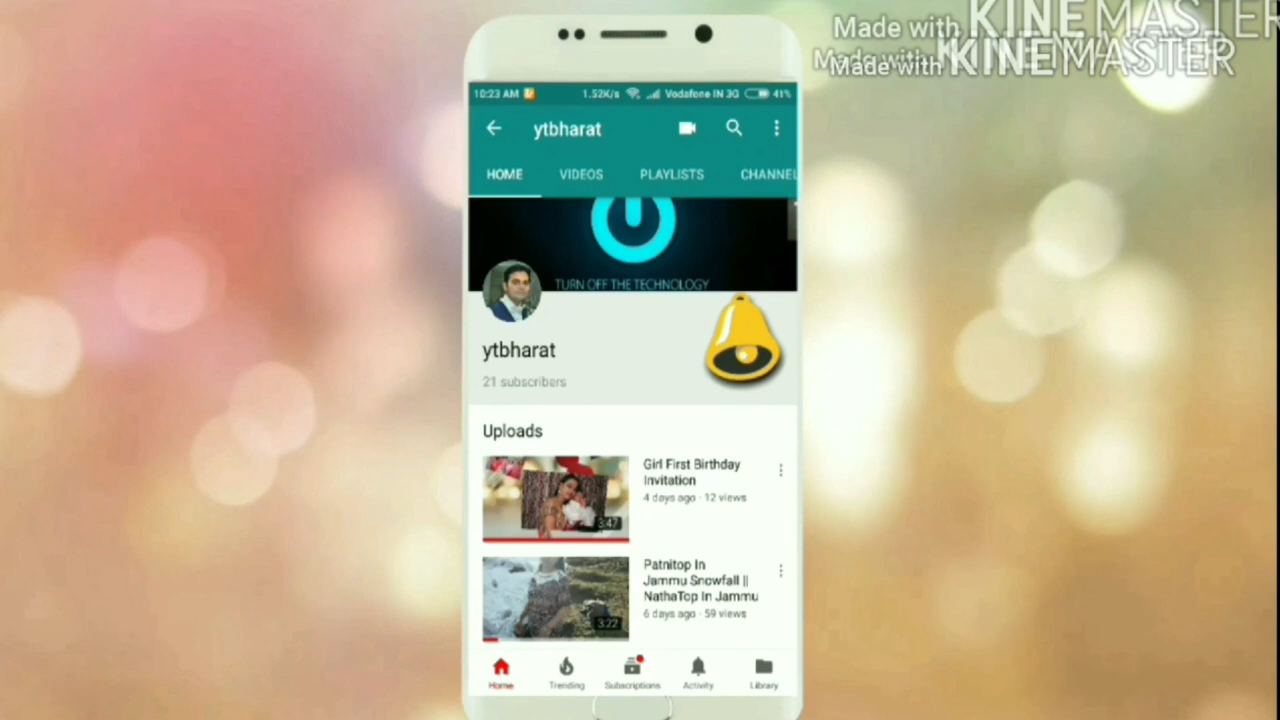 Made with KINEMASTER
Made with KINEMASTER
Made with
10:23 AM 1.52K/s Vodafone IN 3G 41%
ytbharat
HOME VIDEOS PLAYLISTS CHANNEL
TURN OFF THE TECHNOLOGY
ytbharat
21 subscribers
Uploads
Girl First Birthday
Invitation
4 days ago · 12 views
3:47
Patnitop In
Jammu Snowfall ||
NathaTop In Jammu
6 days ago · 59 views
3:22
Home Trending Subscriptions Activity Library